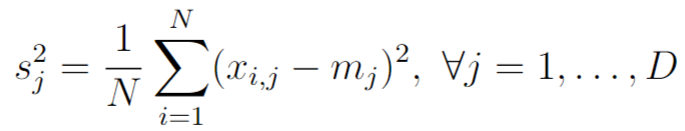 $s_j^2 = \frac{1}{N} \sum_{i=1}^{N} (x_{i,j} - m_j)^2, \ \forall j = 1, \ldots, D$